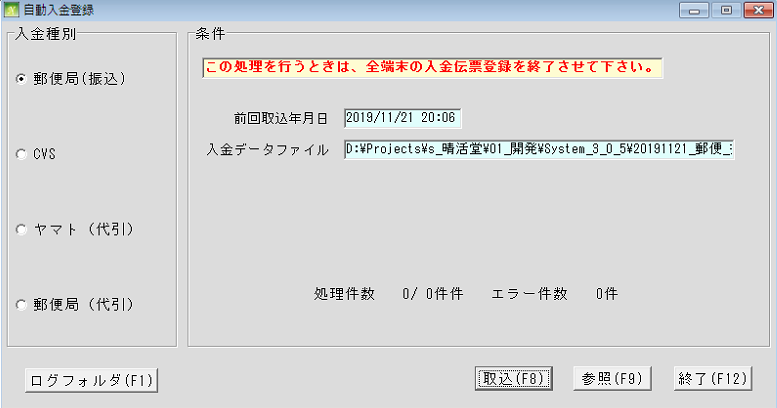 自動入金登録
入金種別
郵便局(振込)
CVS
ヤマト（代引）
郵便局（代引）
条件
この処理を行うときは、全端末の入金伝票登録を終了させて下さい。
前回取込年月日 2019/11/21 20:06
入金データファイル D:¥Projects¥s_晴活堂¥01_開発¥System_3_0_5¥20191121_郵便_
処理件数 0/ 0件件 エラー件数 0件
ログフォルダ(F1) 取込(F8) 参照(F9) 終了(F12)